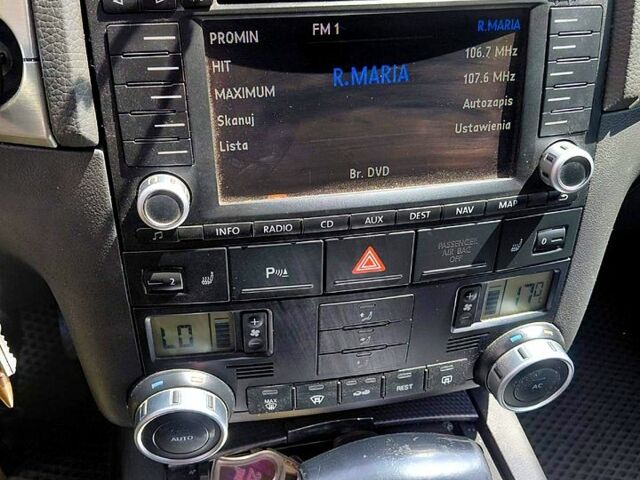 PROMIN FM 1 R.MARIA
HIT 106.7 MHz
R.MARIA
MAXIMUM 107.6 MHz
Skanuj Autozapis
Lista Ustawienia
Br. DVD
INFO RADIO CD AUX DEST NAV MAP
PASSENGER
AIR BAG
OFF
2 P 0
LO 17°
MAX REST
AUTO AC